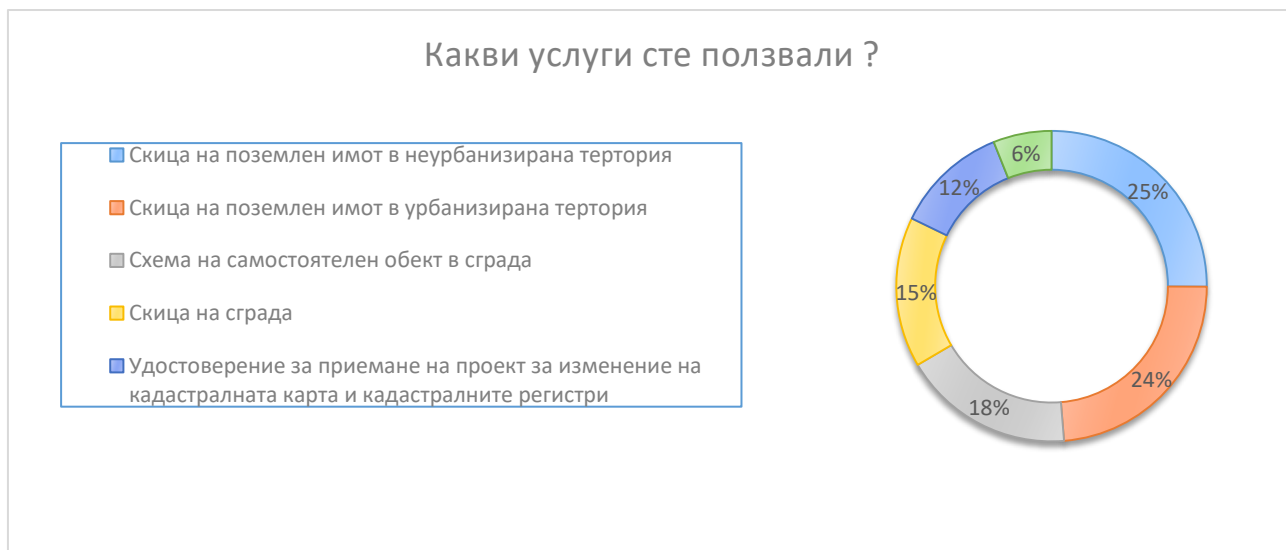 Какви услуги сте ползвали ?
Скица на поземлен имот в неурбанизирана тертория
Скица на поземлен имот в урбанизирана тертория
Схема на самостоятелен обект в сграда
Скица на сграда
Удостоверение за приемане на проект за изменение на
кадастралната карта и кадастралните регистри
6%
12%
25%
15%
24%
18%